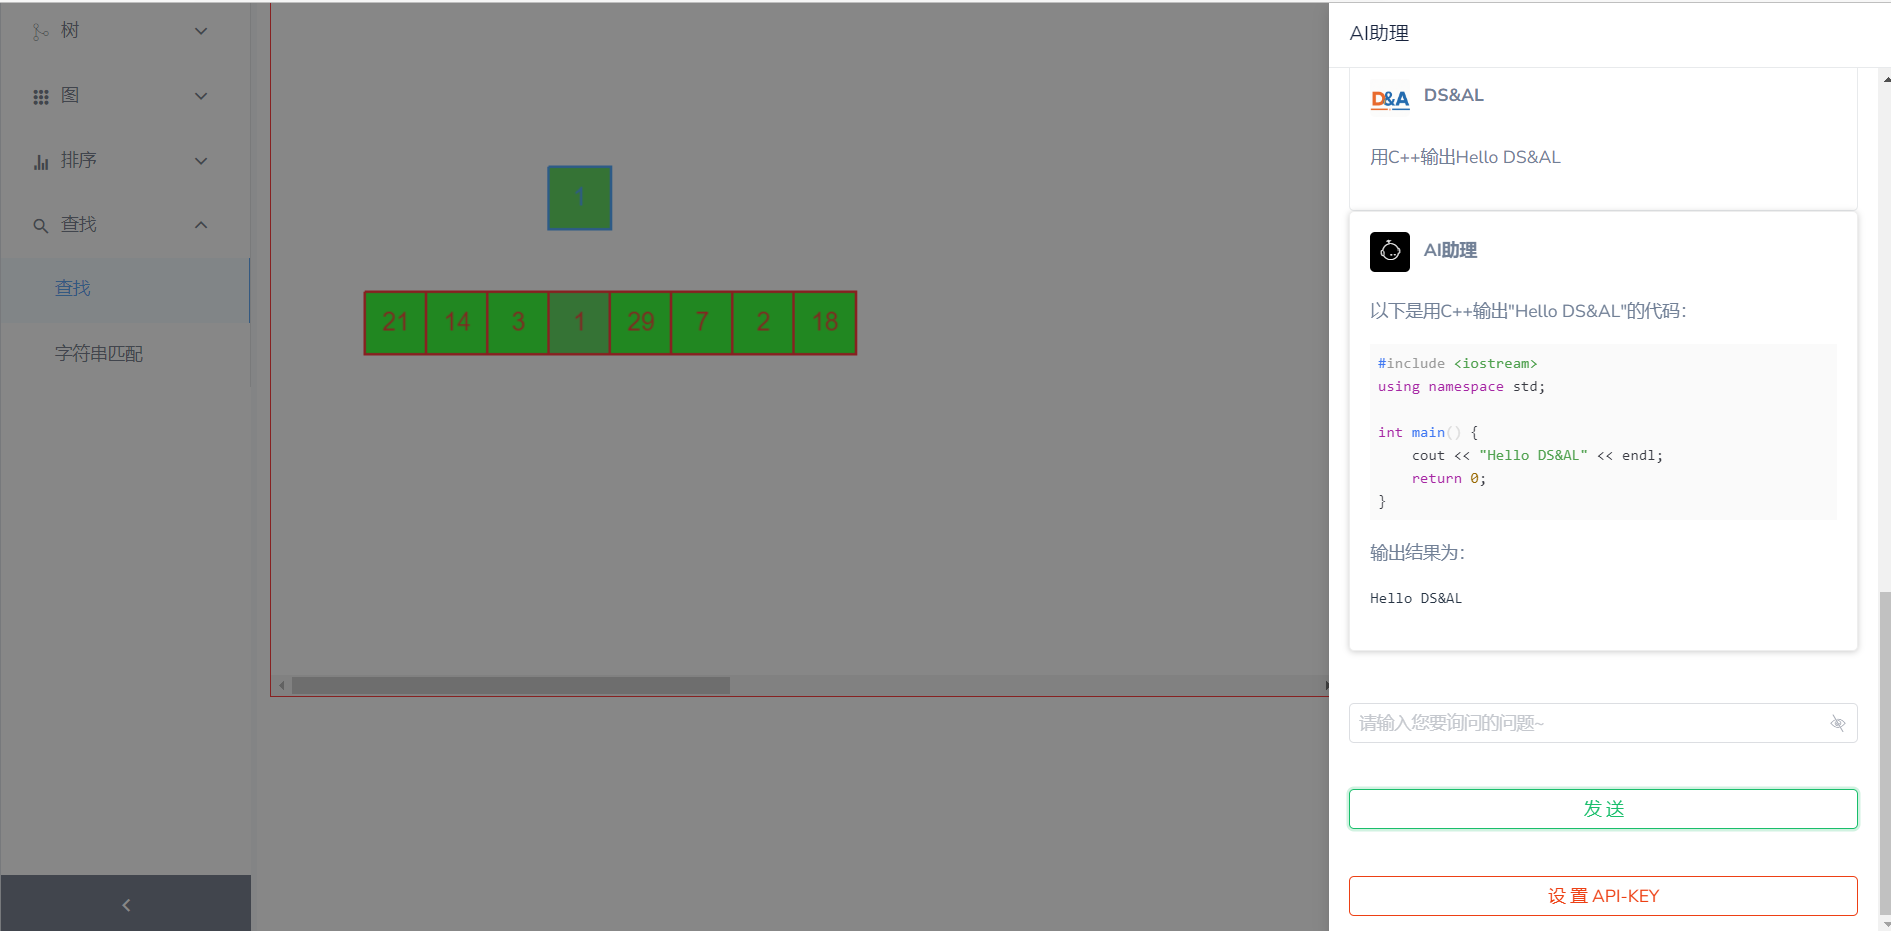 树
图
排序
查找
查找
字符串匹配
1
21 14 3 1 29 7 2 18
AI助理
D&A DS&AL
用C++输出Hello DS&AL
AI助理
以下是用C++输出"Hello DS&AL"的代码：
#include <iostream>
using namespace std;
int main() {
    cout << "Hello DS&AL" << endl;
    return 0;
}
输出结果为：
Hello DS&AL
请输入您要询问的问题~
发 送
设 置 API-KEY